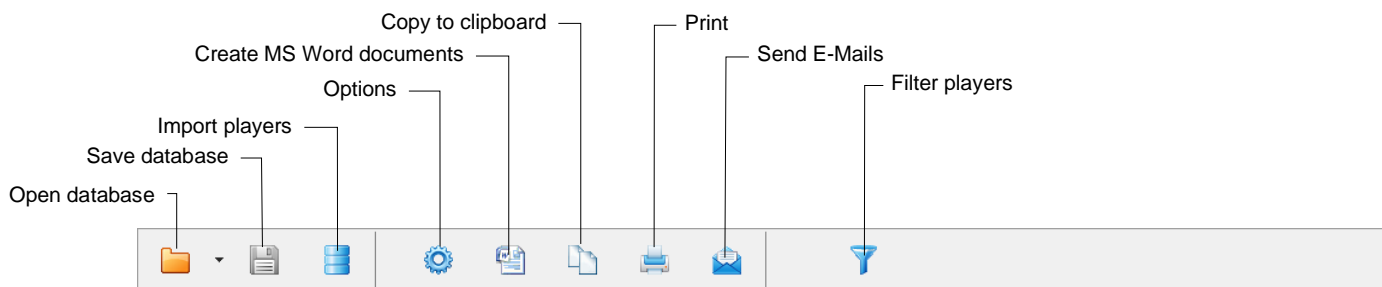 Copy to clipboard
Print
Create MS Word documents
Send E-Mails
Options
Filter players
Import players
Save database
Open database